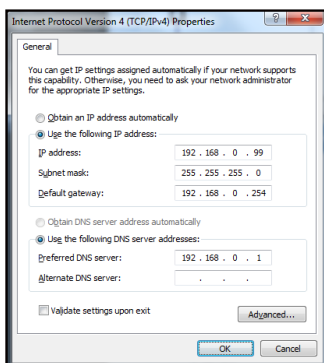 Internet Protocol Version 4 (TCP/IPv4) Properties
General
You can get IP settings assigned automatically if your network supports
this capability. Otherwise, you need to ask your network administrator
for the appropriate IP settings.
Obtain an IP address automatically
Use the following IP address:
IP address: 192 . 168 . 0 . 99
Subnet mask: 255 . 255 . 255 . 0
Default gateway: 192 . 168 . 0 . 254
Obtain DNS server address automatically
Use the following DNS server addresses:
Preferred DNS server: 192 . 168 . 0 . 1
Alternate DNS server: . . .
Validate settings upon exit
Advanced...
OK Cancel